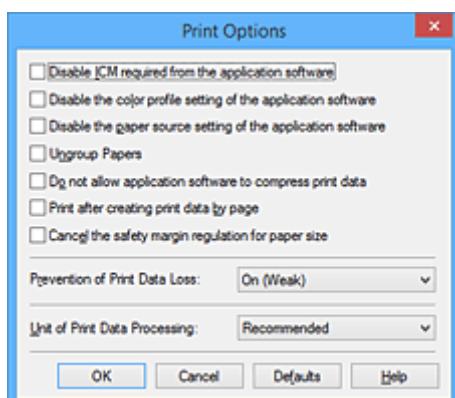 Print Options
Disable ICM required from the application software
Disable the color profile setting of the application software
Disable the paper source setting of the application software
Ungroup Papers
Do not allow application software to compress print data
Print after creating print data by page
Cancel the safety margin regulation for paper size
Prevention of Print Data Loss: On (Weak)
Unit of Print Data Processing: Recommended
OK Cancel Defaults Help